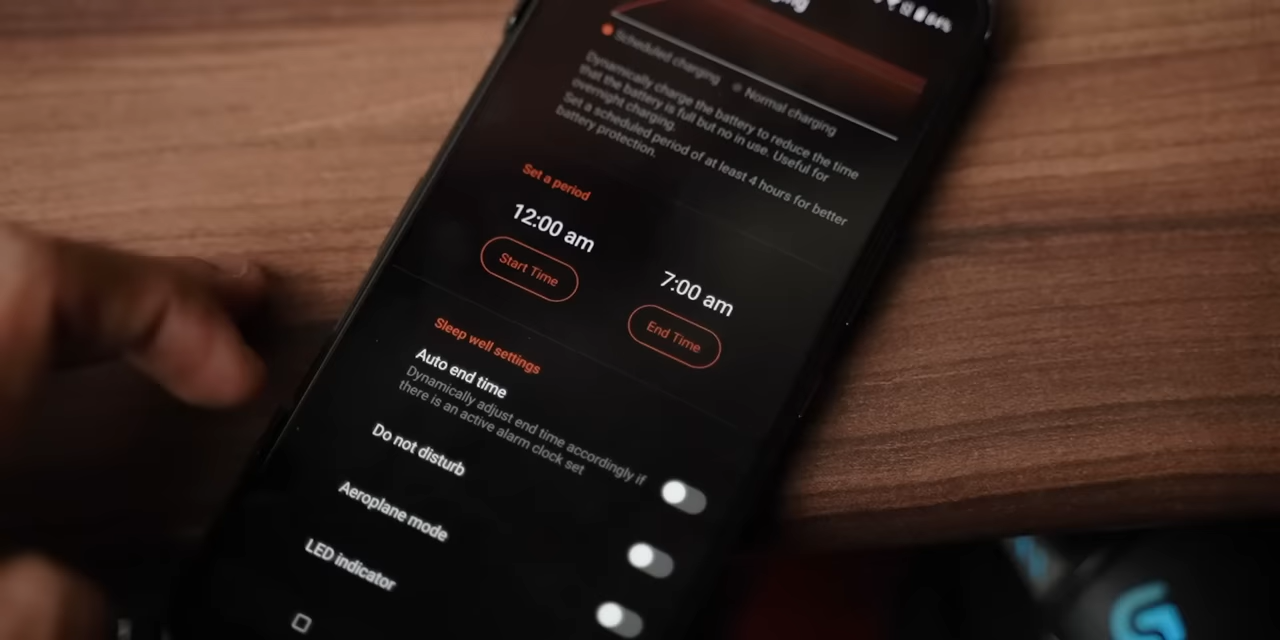 Scheduled charging
Normal charging
Dynamically charge the battery to reduce the time
that the battery is full but no in use. Useful for
overnight charging.
Set a scheduled period of at least 4 hours for better
battery protection.
Set a period
12:00 am
7:00 am
Start Time
End Time
Sleep well settings
Auto end time
Dynamically adjust end time accordingly if
there is an active alarm clock set
Do not disturb
Aeroplane mode
LED indicator